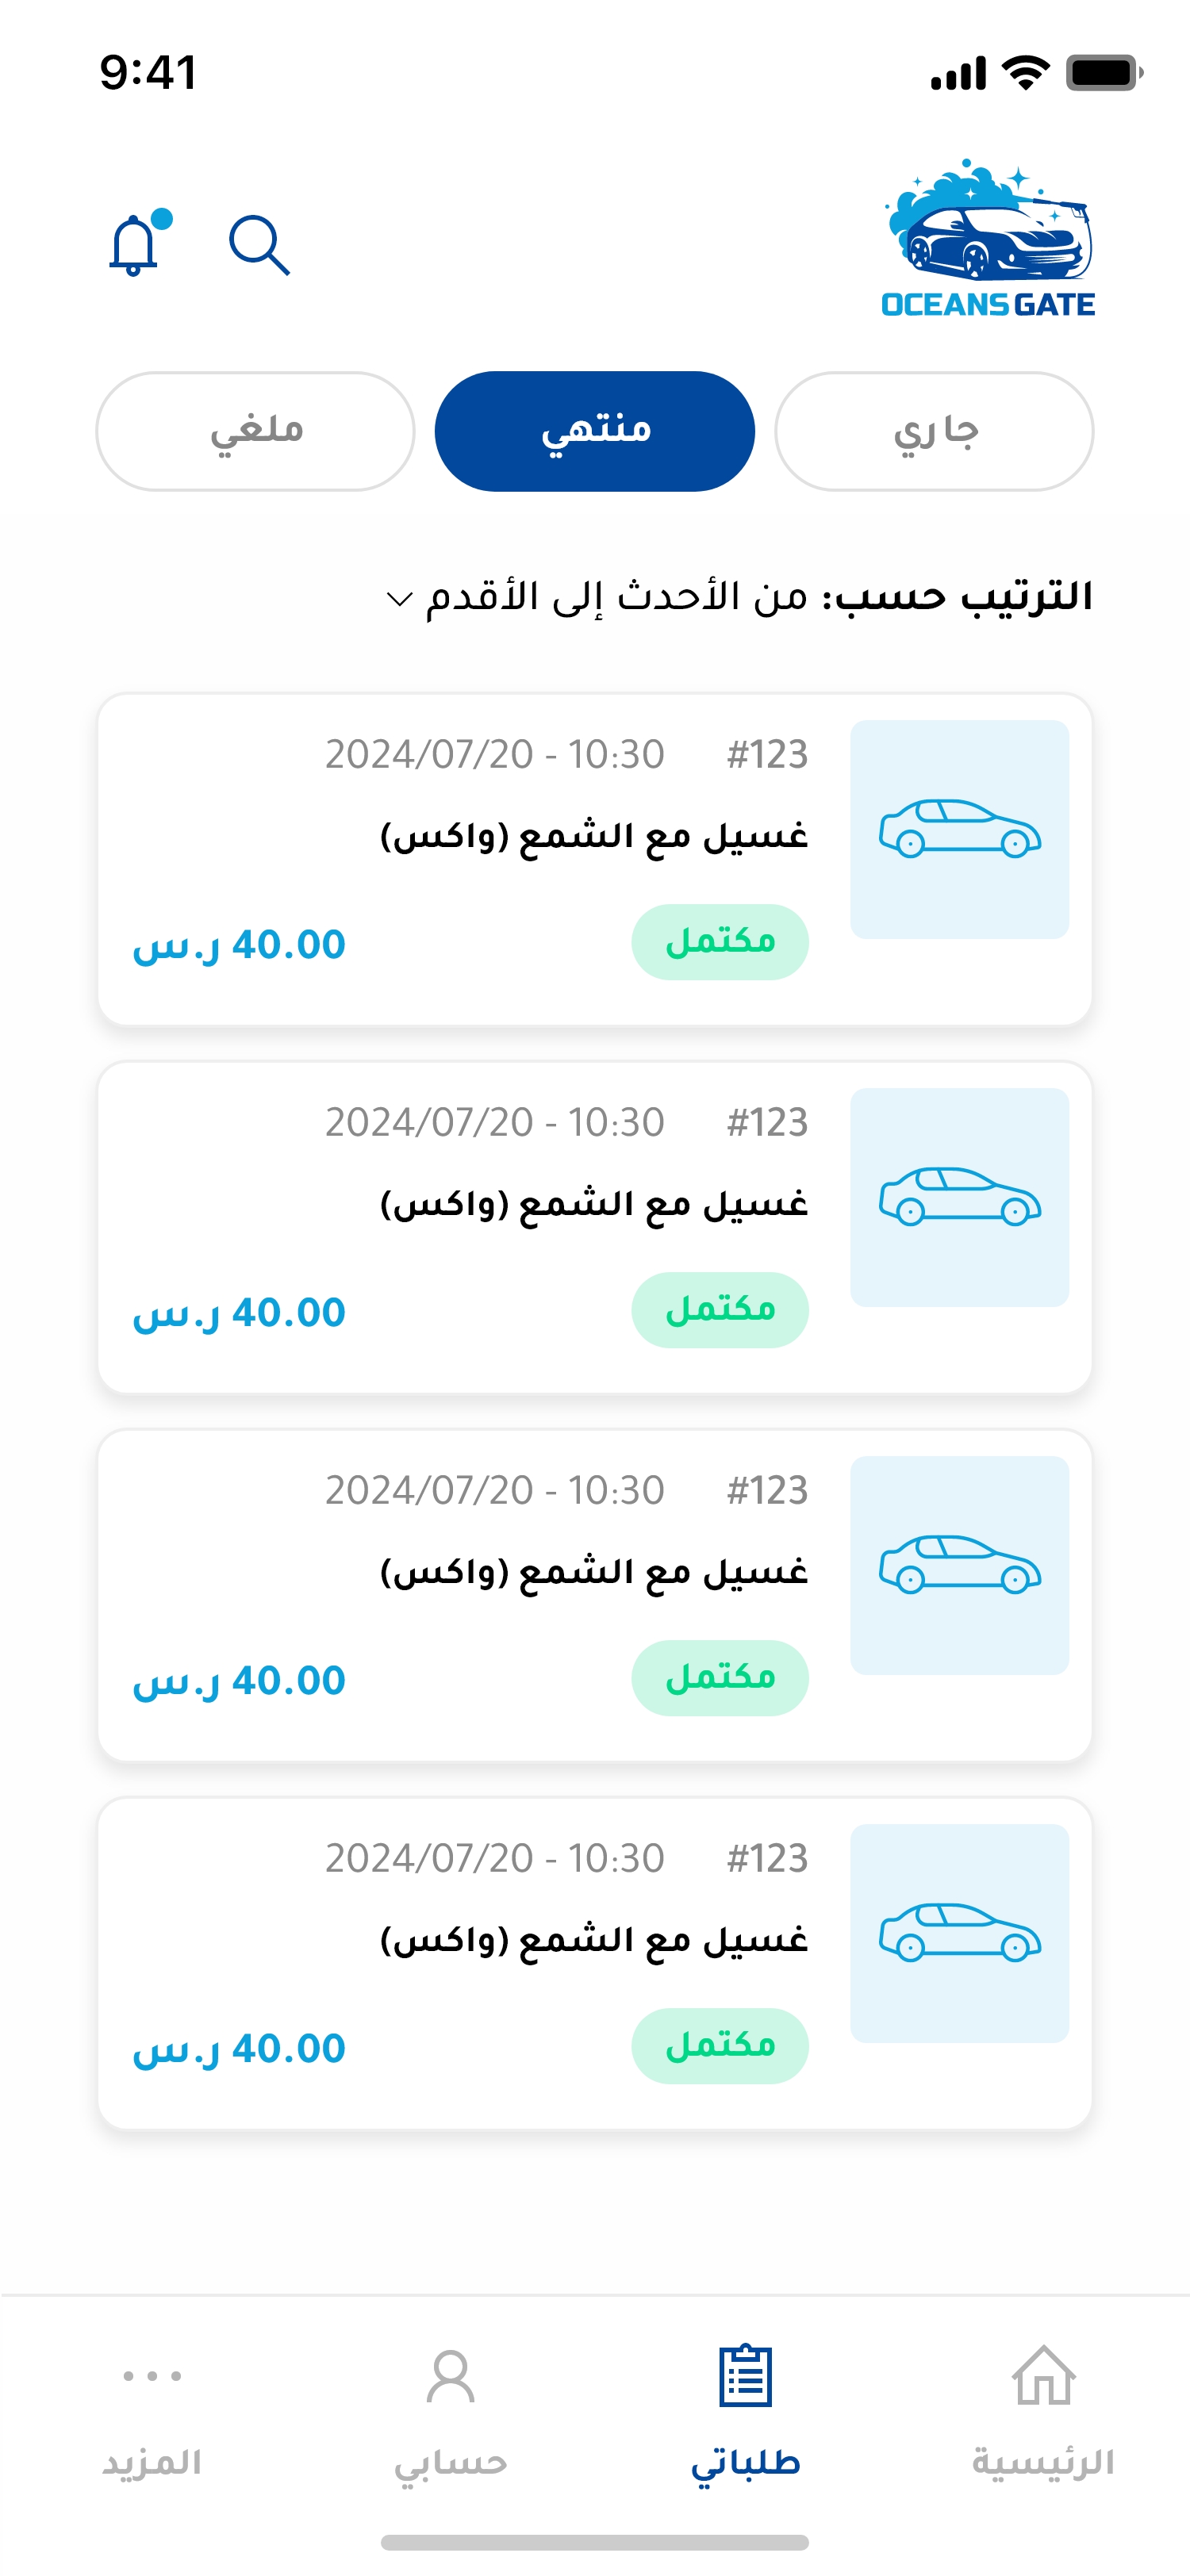 9:41
OCEANS GATE
جاري
منتهي
ملغي
الترتيب حسب: من الأحدث إلى الأقدم
#123 2024/07/20 - 10:30
غسيل مع الشمع (واكس)
مكتمل 40.00 ر.س
#123 2024/07/20 - 10:30
غسيل مع الشمع (واكس)
مكتمل 40.00 ر.س
#123 2024/07/20 - 10:30
غسيل مع الشمع (واكس)
مكتمل 40.00 ر.س
#123 2024/07/20 - 10:30
غسيل مع الشمع (واكس)
مكتمل 40.00 ر.س
الرئيسية
طلباتي
حسابي
المزيد